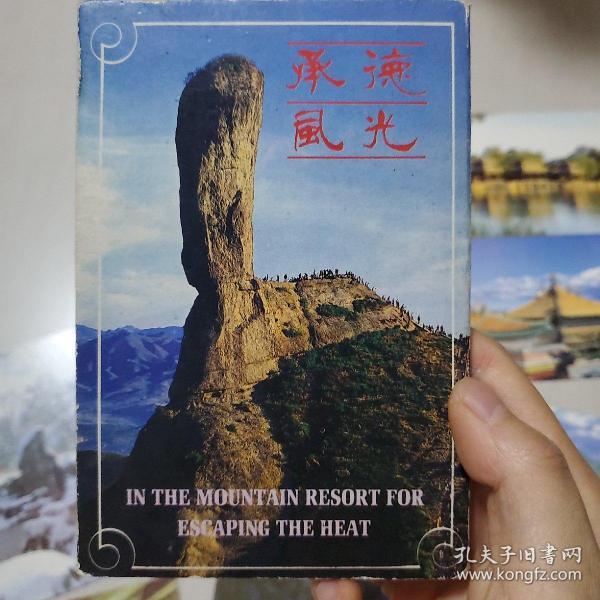 承德
風光
IN THE MOUNTAIN RESORT FOR
ESCAPING THE HEAT
孔夫子旧书网
www.kongfz.com